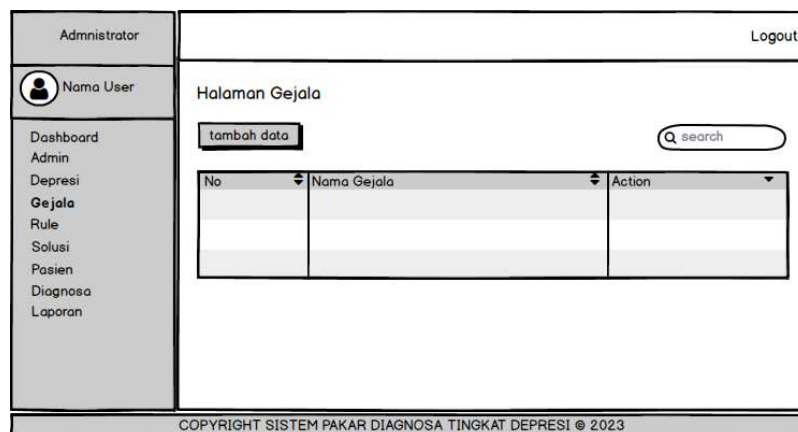 Admnistrator
Logout
Nama User
Halaman Gejala
tambah data
search
Dashboard
Admin
Depresi
Gejala
Rule
Solusi
Pasien
Diagnosa
Laporan
No Nama Gejala Action
COPYRIGHT SISTEM PAKAR DIAGNOSA TINGKAT DEPRESI © 2023